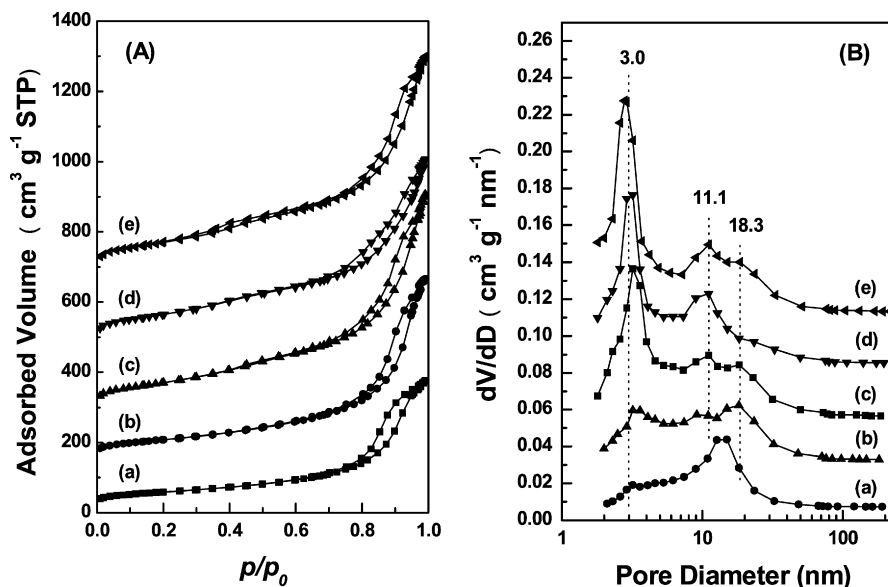 (A)
Adsorbed Volume ( cm³ g⁻¹ STP)
1400
1200
1000
800
600
400
200
0
(e)
(d)
(c)
(b)
(a)
0.0 0.2 0.4 0.6 0.8 1.0
p/p₀
(B)
dV/dD ( cm³ g⁻¹ nm⁻¹)
0.26
0.24
0.22
0.20
0.18
0.16
0.14
0.12
0.10
0.08
0.06
0.04
0.02
0.00
3.0
11.1
18.3
(e)
(d)
(c)
(b)
(a)
1 10 100
Pore Diameter (nm)